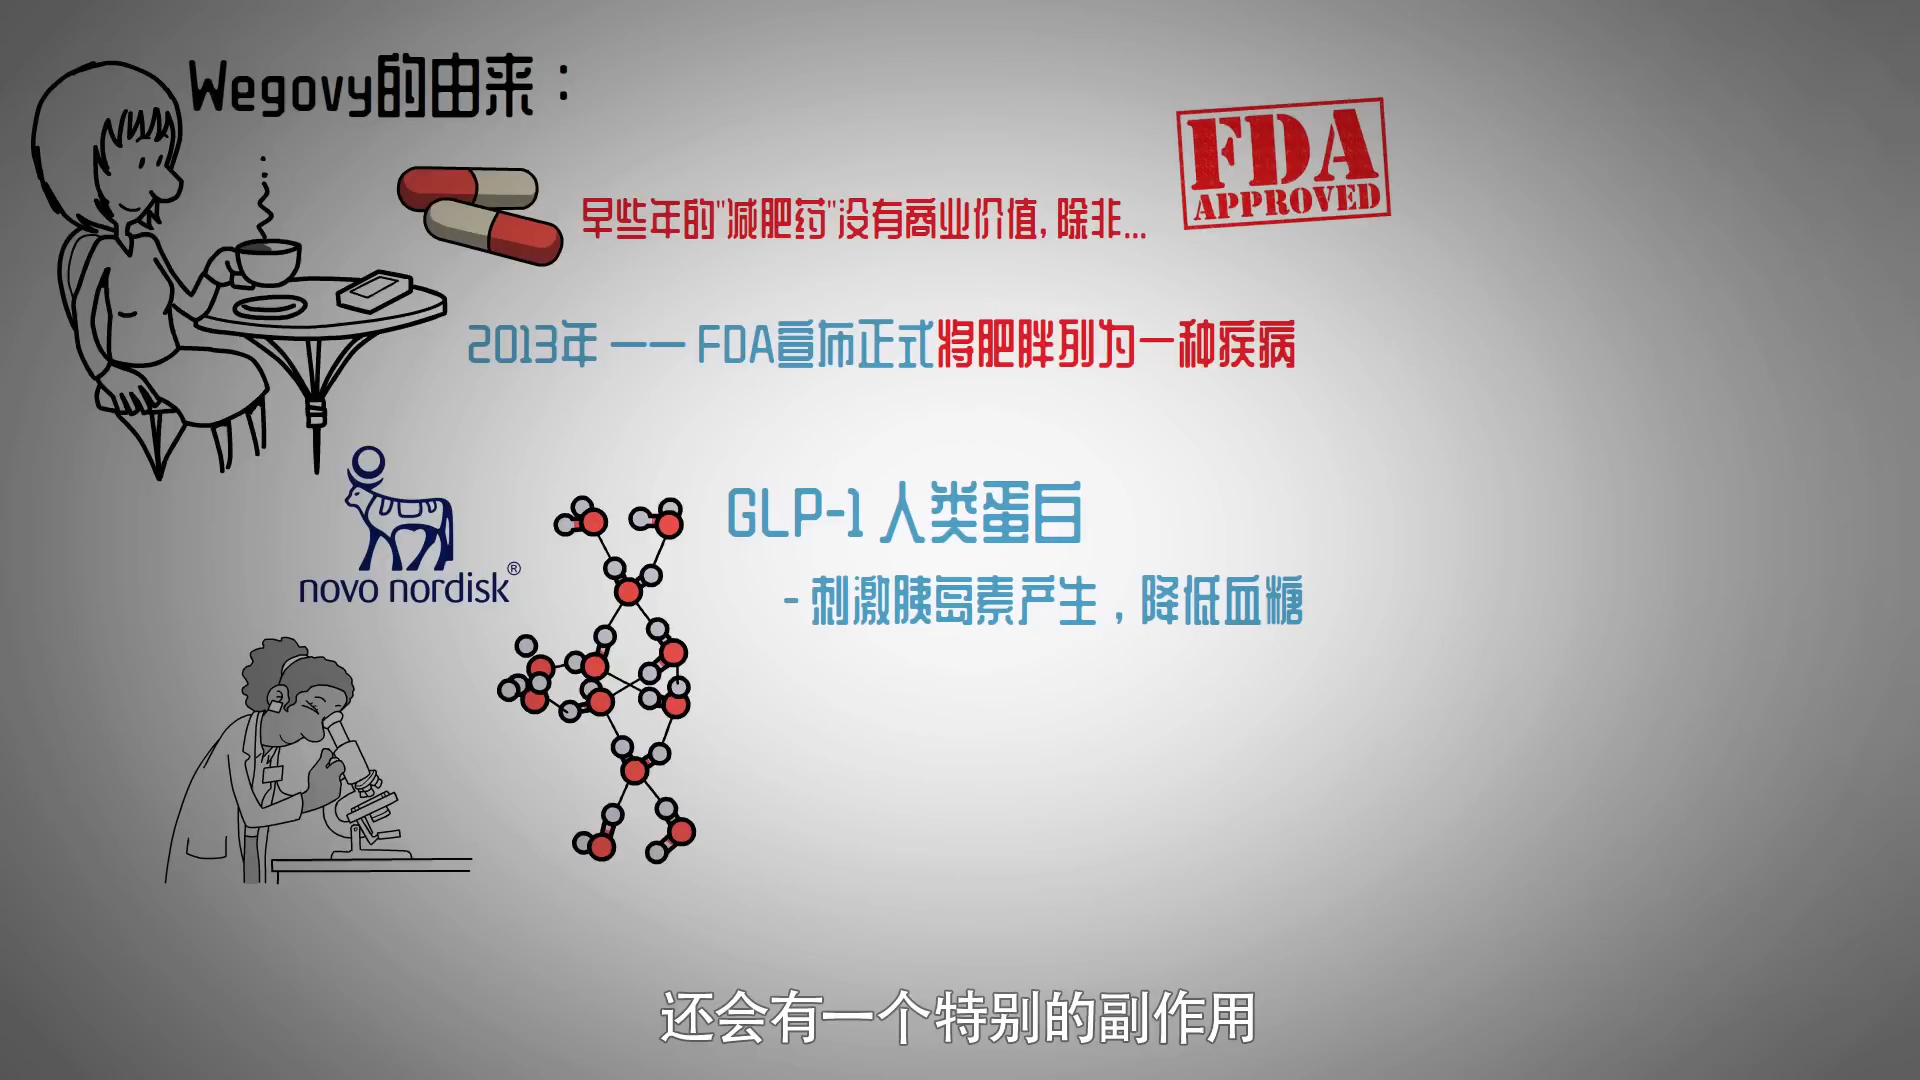 Wegovy的由来：
FDA
APPROVED
早些年的"减肥药"没有商业价值, 除非...
2013年 —— FDA宣布正式将肥胖列为一种疾病
GLP-1 人类蛋白
novo nordisk®
- 刺激胰岛素产生，降低血糖
还会有一个特别的副作用